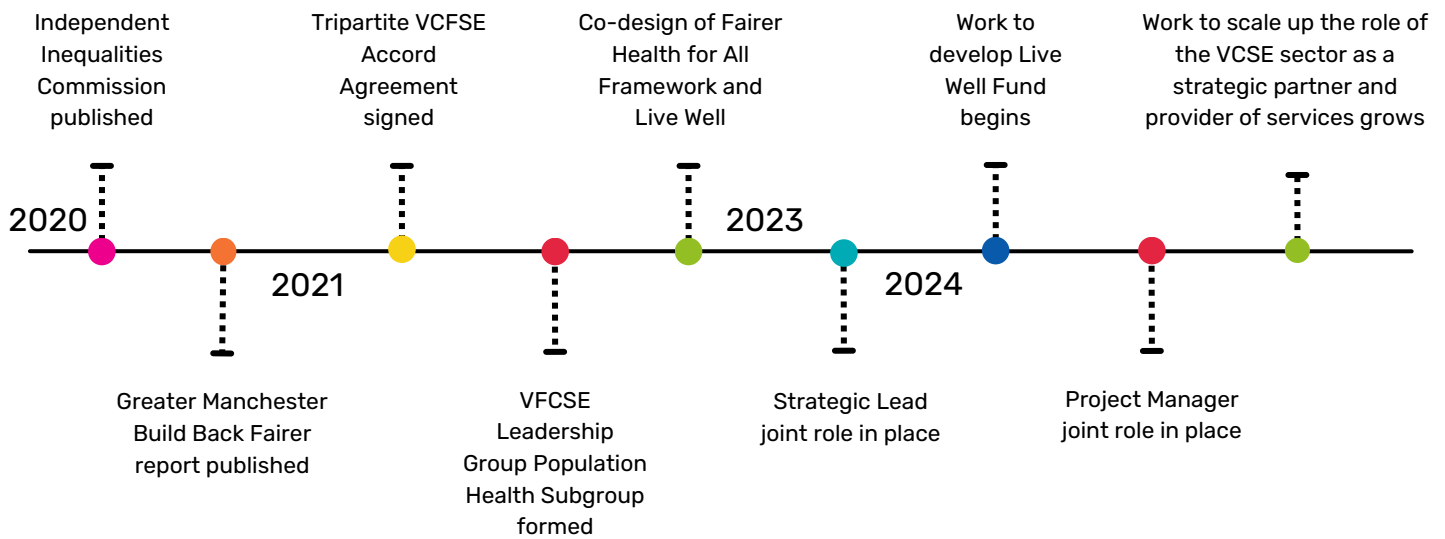 Independent
Inequalities
Commission
published
Tripartite VCFSE
Accord
Agreement
signed
Co-design of Fairer
Health for All
Framework and
Live Well
Work to
develop Live
Well Fund
begins
Work to scale up the role of
the VCSE sector as a
strategic partner and
provider of services grows
2020
2023
2021
2024
Greater Manchester
Build Back Fairer
report published
VFCSE
Leadership
Group Population
Health Subgroup
formed
Strategic Lead
joint role in place
Project Manager
joint role in place